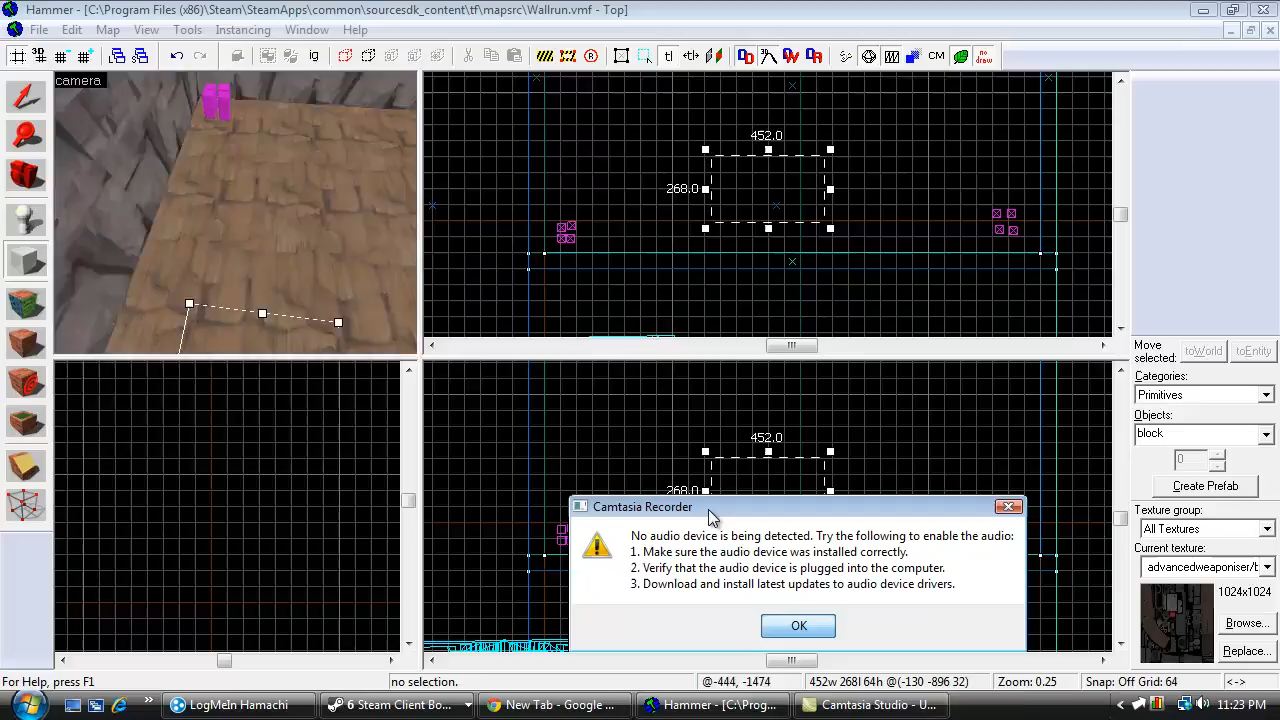 Hammer - [C:\Program Files (x86)\Steam\SteamApps\common\sourcesdk_content\tf\mapsrc\Wallrun.vmf - Top]
File Edit Map View Tools Instancing Window Help
3D ig tl CM no draw
camera
452.0
268.0
Move selected: toWorld toEntity
Categories:
Primitives
Objects:
block
0
Create Prefab
Texture group:
All Textures
Current texture:
advancedweaponiser/b
1024x1024
Browse...
Replace...
452.0
268.0
Camtasia Recorder
No audio device is being detected. Try the following to enable the audio:
1. Make sure the audio device was installed correctly.
2. Verify that the audio device is plugged into the computer.
3. Download and install latest updates to audio device drivers.
OK
For Help, press F1 no selection. @-444, -1474 452w 268l 64h @(-130 -896 32) Zoom: 0.25 Snap: Off Grid: 64 <->
LogMeIn Hamachi 6 Steam Client Bo... New Tab - Google ... Hammer - [C:\Prog... Camtasia Studio - U... 11:23 PM